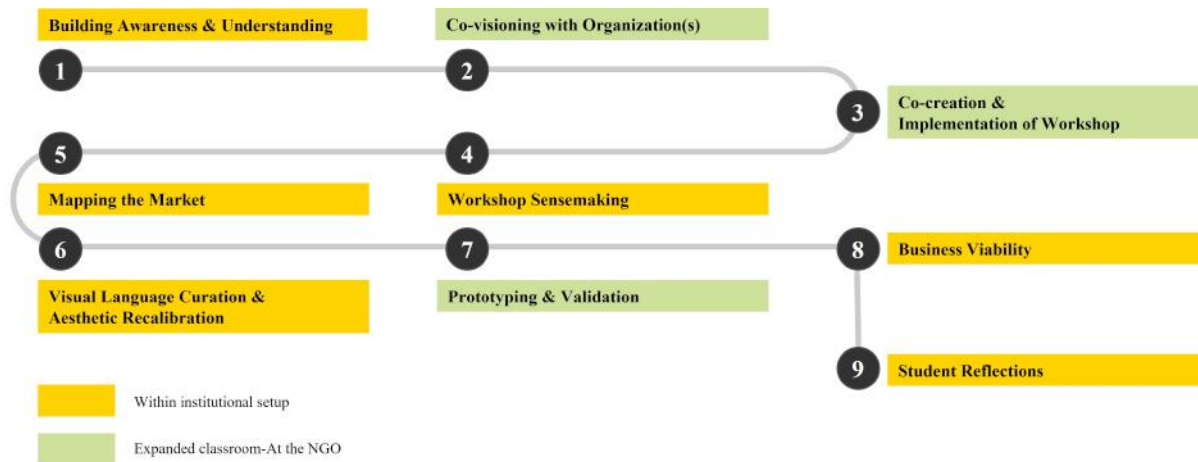 Building Awareness & Understanding
Co-visioning with Organization(s)
1
2
3
Co-creation &
Implementation of Workshop
5
4
Mapping the Market
Workshop Sensemaking
6
7
8
Business Viability
Visual Language Curation &
Aesthetic Recalibration
Prototyping & Validation
9
Student Reflections
Within institutional setup
Expanded classroom-At the NGO